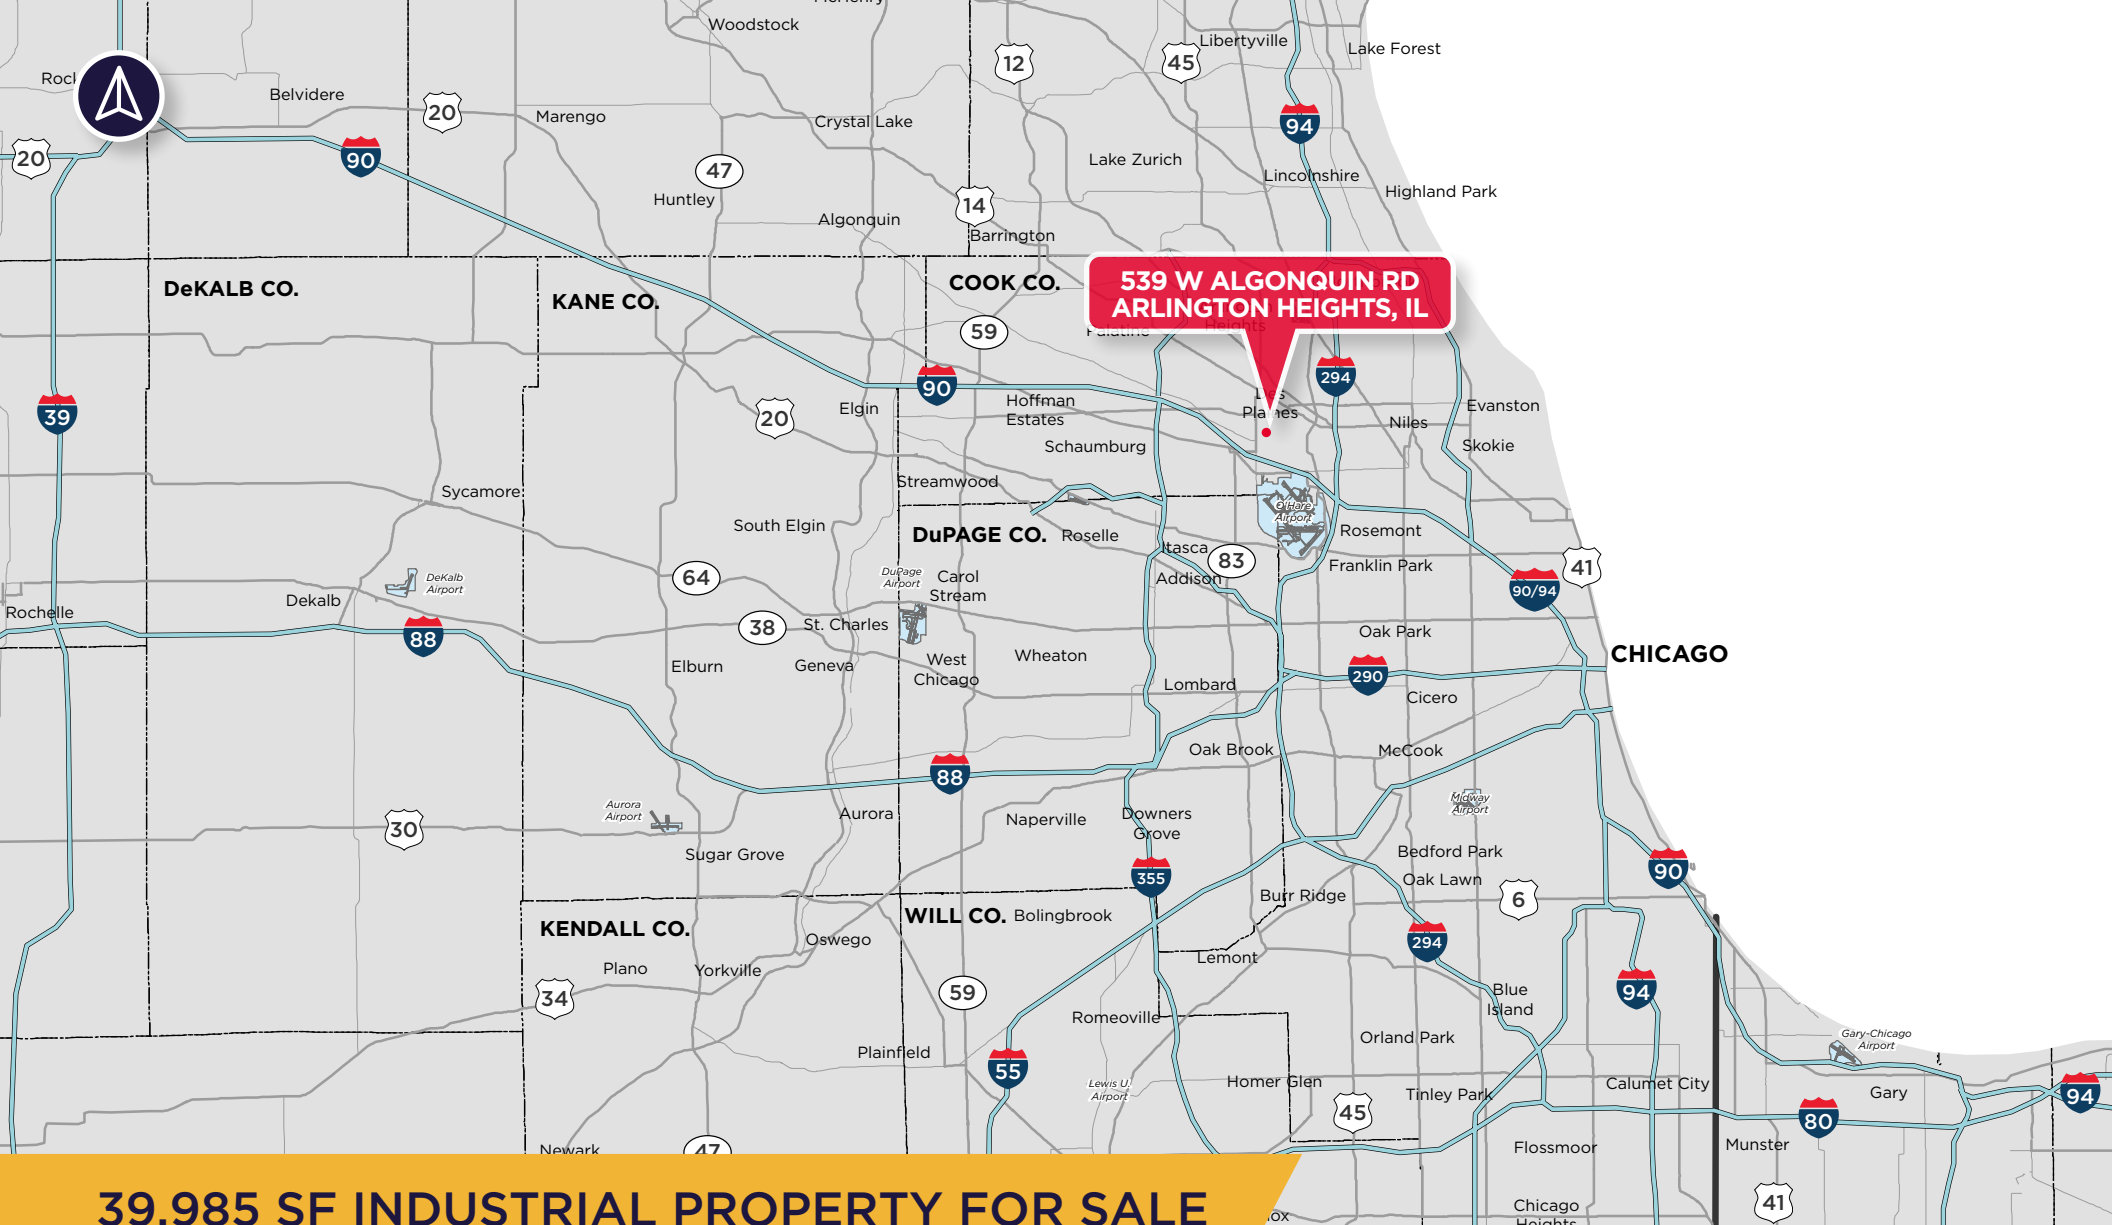 McHenry
Woodstock
Libertyville
Lake Forest
12
45
Belvidere
20
Marengo
Crystal Lake
94
20
90
Lake Zurich
47
Lincolnshire
Huntley
Highland Park
14
Algonquin
Barrington
DeKALB CO.
KANE CO.
COOK CO.
539 W ALGONQUIN RD
ARLINGTON HEIGHTS, IL
59
Palatine
Heights
294
90
39
20
Elgin
Hoffman
Estates
Des
Plaines
Evanston
Niles
Schaumburg
Skokie
Streamwood
Sycamore
O'Hare
Airport
South Elgin
DuPAGE CO.
Roselle
Rosemont
Itasca
83
Franklin Park
41
DeKalb
Airport
64
DuPage
Airport
Carol
Stream
Addison
90/94
Dekalb
Rochelle
38
St. Charles
Oak Park
88
CHICAGO
Elburn
Geneva
West
Chicago
Wheaton
290
Lombard
Cicero
Oak Brook
McCook
88
Aurora
Airport
Midway
Airport
30
Aurora
Naperville
Downers
Grove
Sugar Grove
Bedford Park
90
355
Oak Lawn
Burr Ridge
6
KENDALL CO.
WILL CO.
Bolingbrook
Oswego
294
Lemont
Plano
Yorkville
34
59
94
Blue
Island
Romeoville
Orland Park
Gary-Chicago
Airport
Plainfield
55
Lewis U.
Airport
Homer Glen
Tinley Park
Calumet City
Gary
94
45
80
Newark
47
Flossmoor
Munster
39,985 SF INDUSTRIAL PROPERTY FOR SALE
Chicago
Heights
41